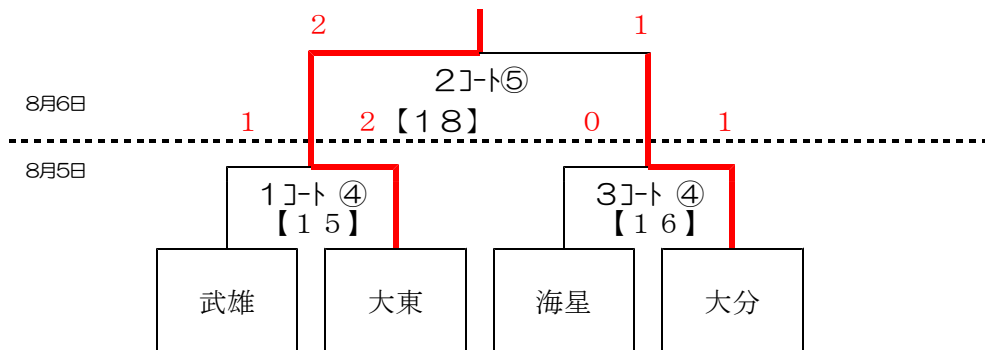 2 1
2コート⑤
8月6日
1 2 【18】 0 1
8月5日
1コート ④ 3コート ④
【15】 【16】
武雄 大東 海星 大分